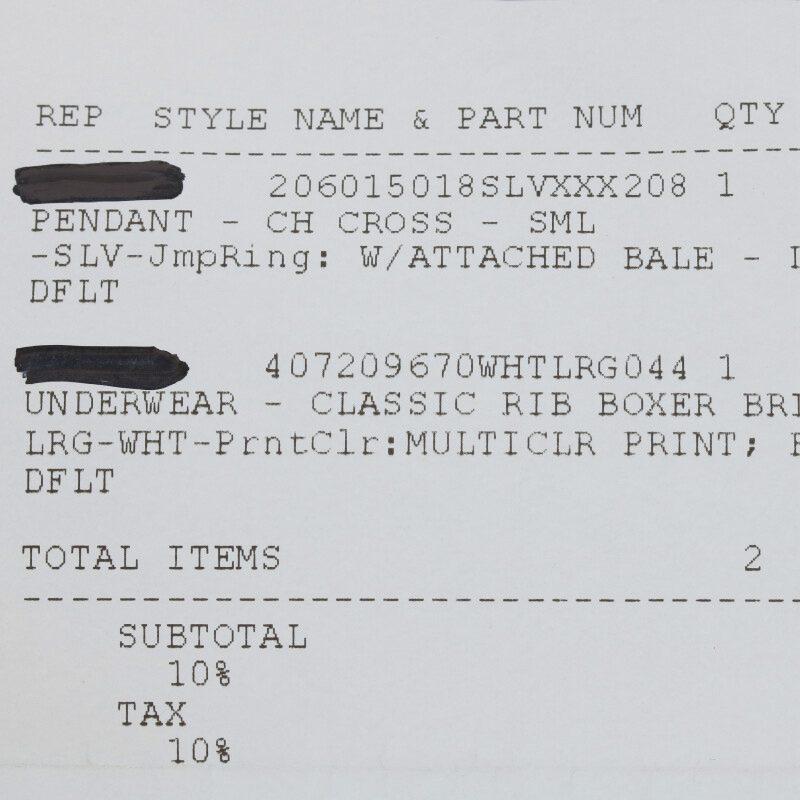 REP STYLE NAME & PART NUM QTY
206015018SLVXXX208 1
PENDANT - CH CROSS - SML
-SLV-JmpRing: W/ATTACHED BALE -
DFLT
407209670WHTLRG044 1
UNDERWEAR - CLASSIC RIB BOXER BRI
LRG-WHT-PrntClr:MULTICLR PRINT;
DFLT
TOTAL ITEMS 2
SUBTOTAL
10%
TAX
10%